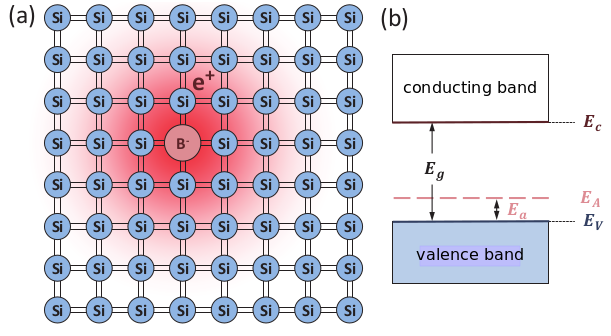 (a)
Si Si Si Si Si Si Si Si
Si Si Si Si Si Si Si Si
e⁺
Si Si Si Si Si Si Si Si
Si Si Si B⁻ Si Si Si Si
Si Si Si Si Si Si Si Si
Si Si Si Si Si Si Si Si
Si Si Si Si Si Si Si Si
Si Si Si Si Si Si Si Si
(b)
conducting band
E_c
E_g
E_A
E_a
E_V
valence band